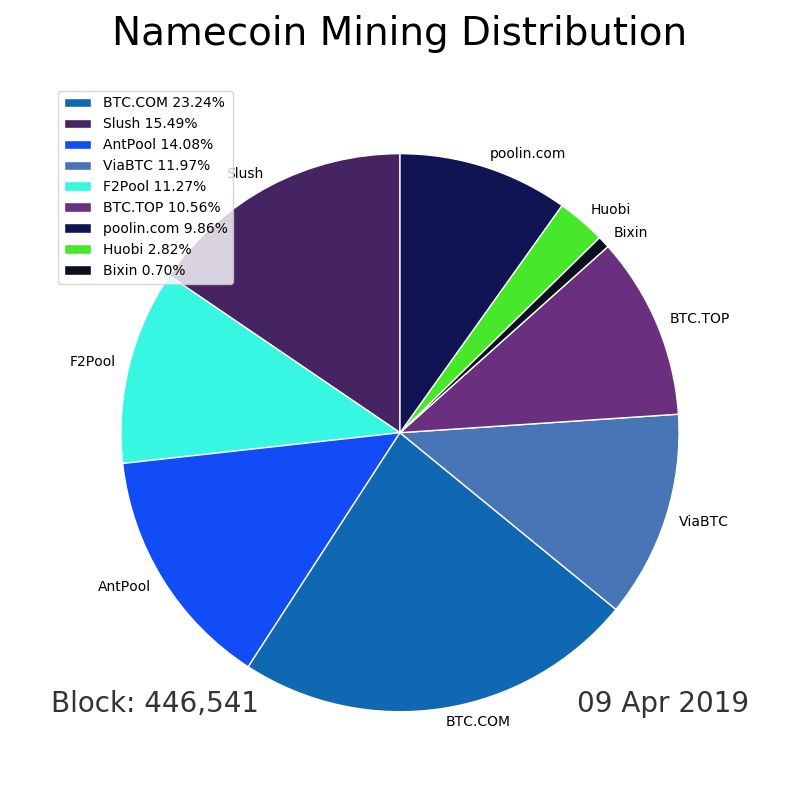 Namecoin Mining Distribution
BTC.COM 23.24%
Slush 15.49%
AntPool 14.08%
ViaBTC 11.97%
F2Pool 11.27%
BTC.TOP 10.56%
poolin.com 9.86%
Huobi 2.82%
Bixin 0.70%
poolin.com
Slush
Huobi
Bixin
BTC.TOP
F2Pool
ViaBTC
AntPool
BTC.COM
Block: 446,541
09 Apr 2019